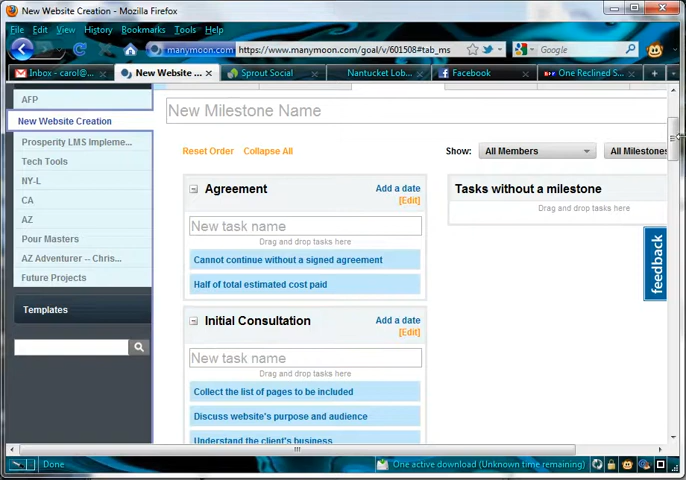 New Website Creation - Mozilla Firefox
File Edit View History Bookmarks Tools Help
manymoon.com https://www.manymoon.com/goal/v/601508#tab_ms Google
Inbox - carol@... New Website ... Sprout Social Nantucket Lob... Facebook One Reclined S...
AFP
New Website Creation
Prosperity LMS Impleme...
Tech Tools
NY-L
CA
AZ
Pour Masters
AZ Adventurer -- Chris...
Future Projects
Templates
New Milestone Name
Reset Order Collapse All Show: All Members All Milestones
Agreement Add a date
[Edit]
New task name
Drag and drop tasks here
Cannot continue without a signed agreement
Half of total estimated cost paid
Initial Consultation Add a date
[Edit]
New task name
Drag and drop tasks here
Collect the list of pages to be included
Discuss website's purpose and audience
Understand the client's business
Tasks without a milestone
Drag and drop tasks here
feedback
Done One active download (Unknown time remaining)